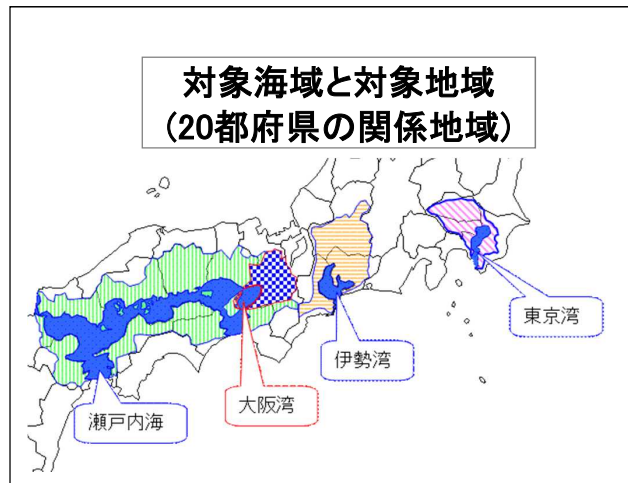 対象海域と対象地域
(20都府県の関係地域)
東京湾
伊勢湾
大阪湾
瀬戸内海